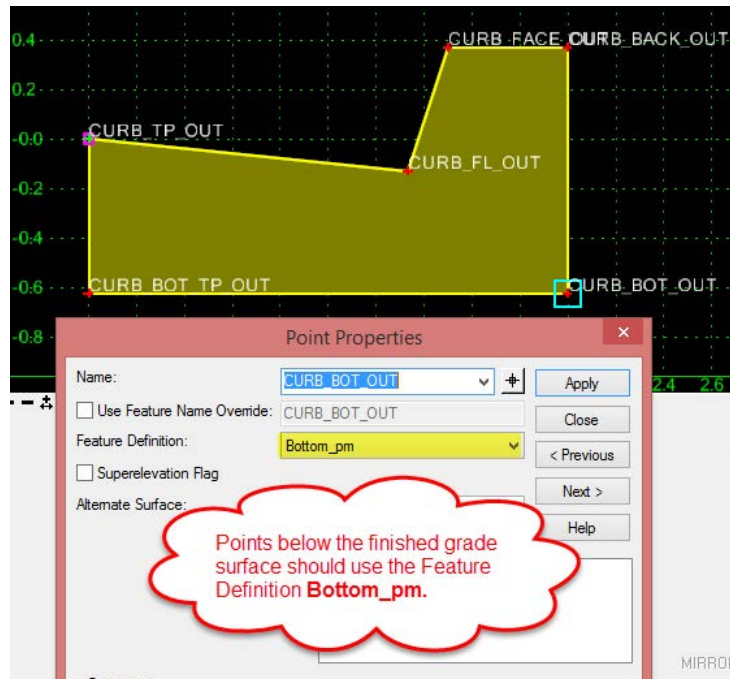 0.4 CURB_FACE_OUT CURB_BACK_OUT
0.2
-0.0 CURB_TP_OUT
CURB_FL_OUT
-0.2
-0.4
-0.6 CURB_BOT_TP_OUT CURB_BOT_OUT
-0.8
2.4 2.6
Point Properties ×
Name: CURB_BOT_OUT Apply
Use Feature Name Override: CURB_BOT_OUT Close
Feature Definition: Bottom_pm < Previous
Superelevation Flag Next >
Alternate Surface: Help
Points below the finished grade
surface should use the Feature
Definition Bottom_pm.